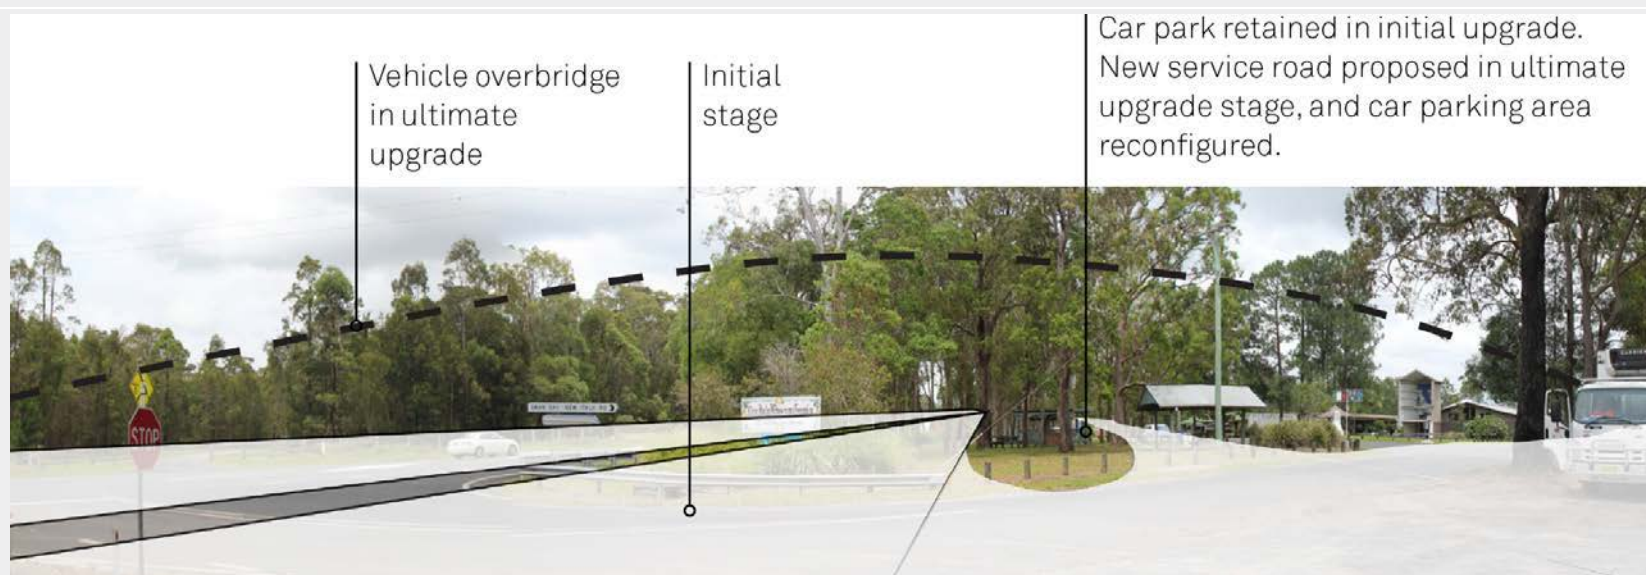 Vehicle overbridge
in ultimate
upgrade
Initial
stage
Car park retained in initial upgrade.
New service road proposed in ultimate
upgrade stage, and car parking area
reconfigured.
STOP